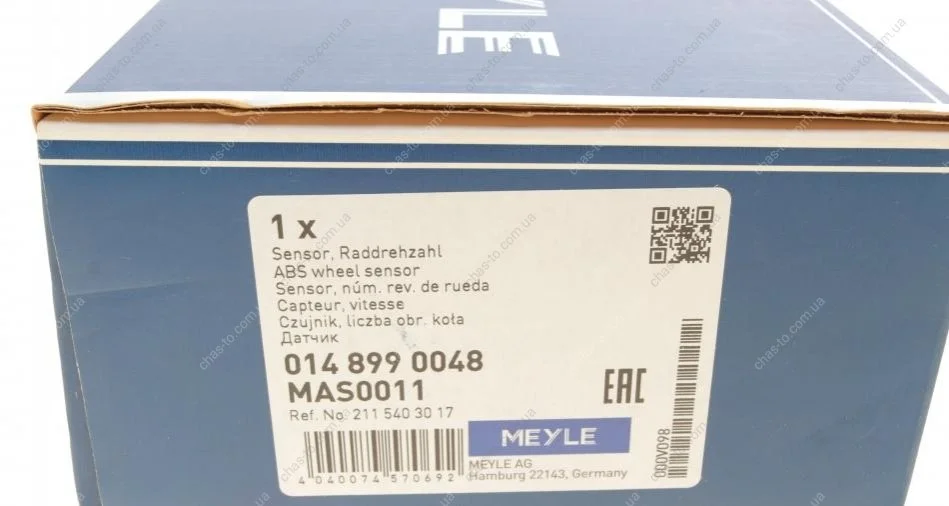 YLE
1 x
Sensor, Raddrehzahl
ABS wheel sensor
Sensor, núm. rev. de rueda
Capteur, vitesse
Czujnik, liczba obr. koła
Датчик
014 899 0048
MAS0011
Ref. No. 211 540 30 17
EAC
000V098
MEYLE
4 040074 570692
MEYLE AG
Hamburg 22143, Germany
chas-to.com.ua